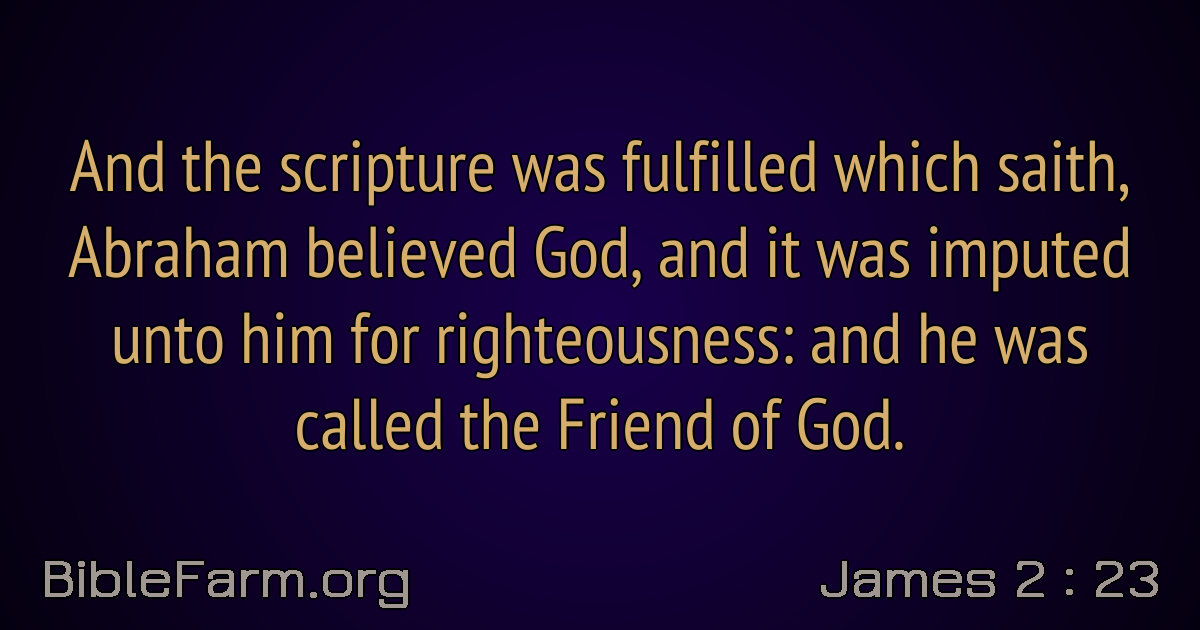 And the scripture was fulfilled which saith,
Abraham believed God, and it was imputed
unto him for righteousness: and he was
called the Friend of God.
BibleFarm.org
James 2 : 23